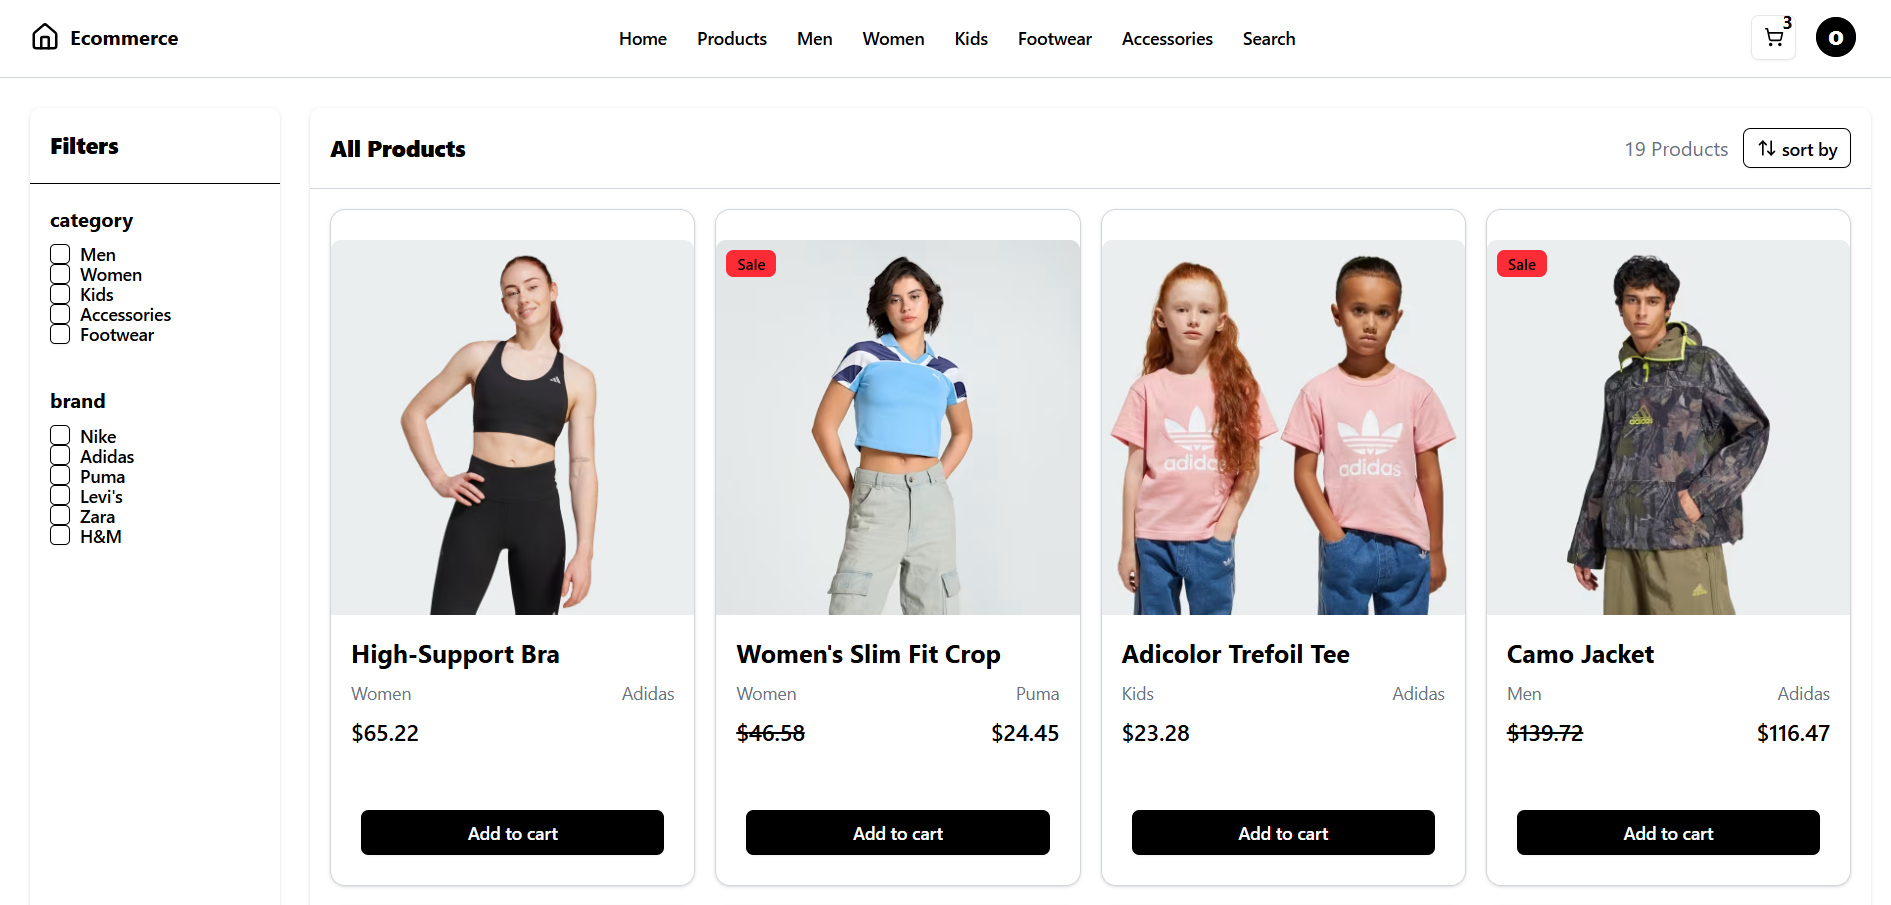 Ecommerce
Home Products Men Women Kids Footwear Accessories Search
3
O
Filters
category
Men
Women
Kids
Accessories
Footwear
brand
Nike
Adidas
Puma
Levi's
Zara
H&M
All Products
19 Products
sort by
High-Support Bra
Women Adidas
$65.22
Add to cart
Sale
Women's Slim Fit Crop
Women Puma
$46.58 $24.45
Add to cart
adidas
adidas
Adicolor Trefoil Tee
Kids Adidas
$23.28
Add to cart
Sale
adidas
Camo Jacket
Men Adidas
$139.72 $116.47
Add to cart